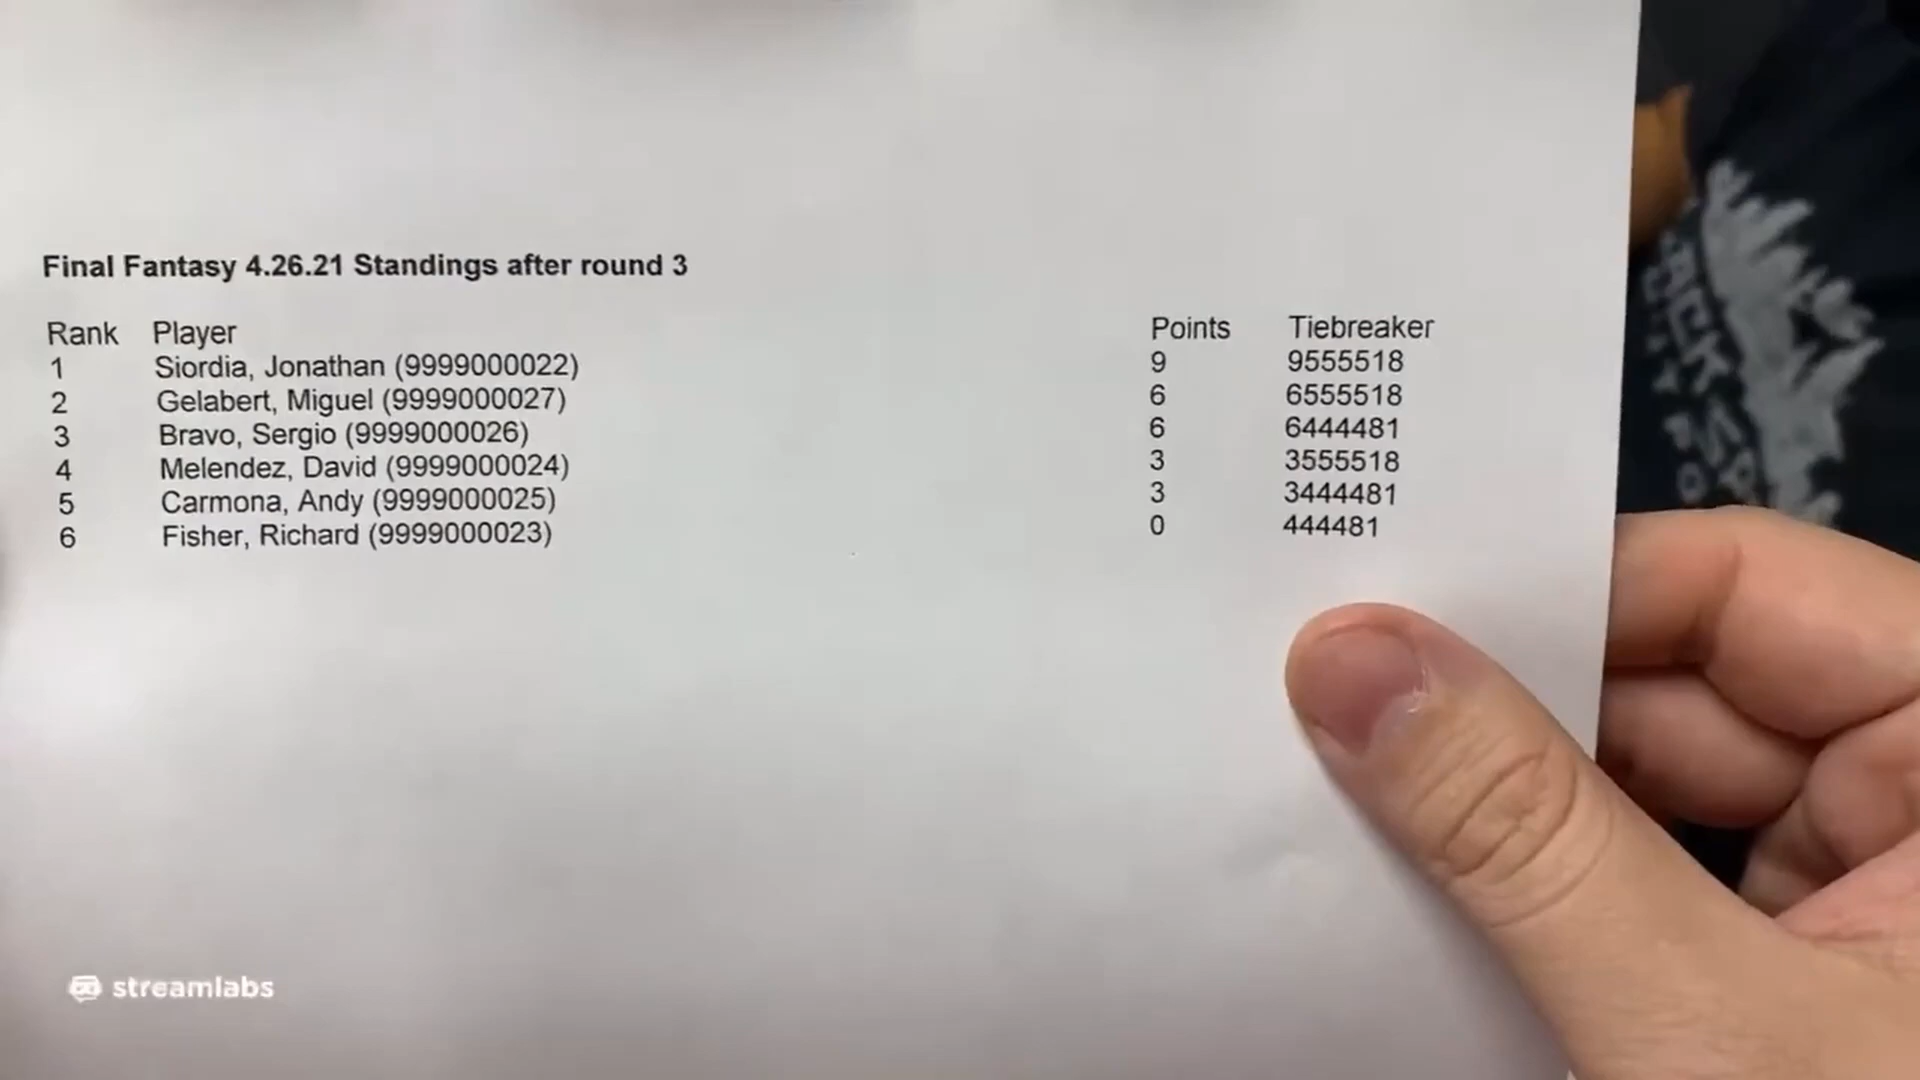 Final Fantasy 4.26.21 Standings after round 3
Rank Player Points Tiebreaker
1 Siordia, Jonathan (9999000022) 9 9555518
2 Gelabert, Miguel (9999000027) 6 6555518
3 Bravo, Sergio (9999000026) 6 6444481
4 Melendez, David (9999000024) 3 3555518
5 Carmona, Andy (9999000025) 3 3444481
6 Fisher, Richard (9999000023) 0 444481
streamlabs